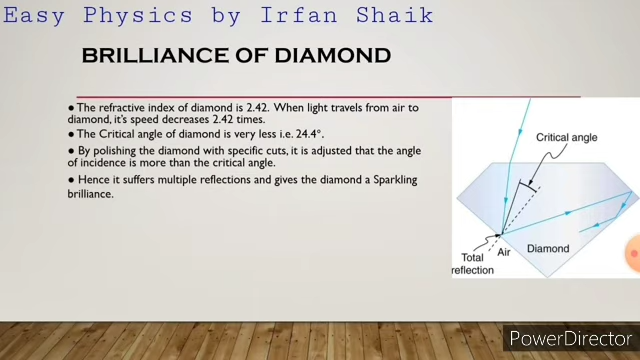 Easy Physics by Irfan Shaik
BRILLIANCE OF DIAMOND
● The refractive index of diamond is 2.42. When light travels from air to
diamond, it's speed decreases 2.42 times.
● The Critical angle of diamond is very less i.e. 24.4°.
● By polishing the diamond with specific cuts, it is adjusted that the angle
of incidence is more than the critical angle.
● Hence it suffers multiple reflections and gives the diamond a Sparkling
brilliance.
Critical angle
Air
Diamond
Total
reflection
PowerDirector